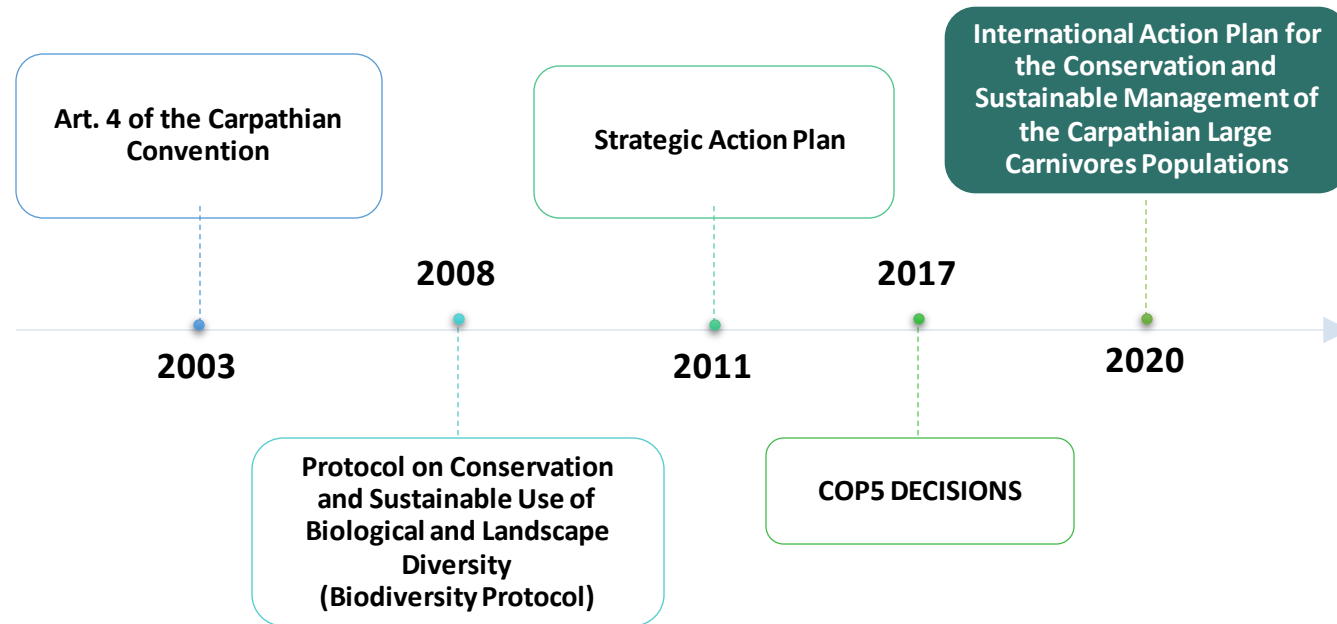 International Action Plan for
the Conservation and
Sustainable Management of
the Carpathian Large
Carnivores Populations
Art. 4 of the Carpathian
Convention
Strategic Action Plan
2008
2017
2003
2011
2020
Protocol on Conservation
and Sustainable Use of
Biological and Landscape
Diversity
(Biodiversity Protocol)
COP5 DECISIONS